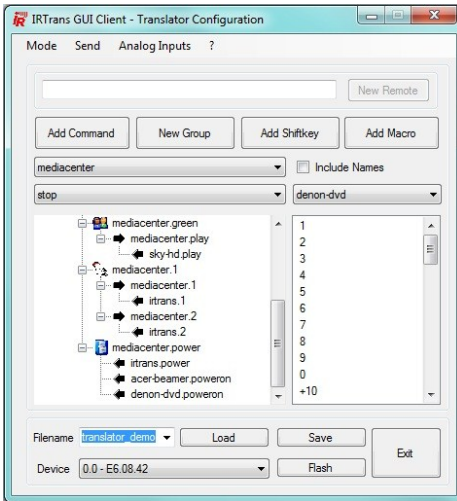 IRTrans GUI Client - Translator Configuration
Mode Send Analog Inputs ?
New Remote
Add Command New Group Add Shiftkey Add Macro
mediacenter Include Names
stop denon-dvd
mediacenter.green
mediacenter.play
sky-hd.play
mediacenter.1
mediacenter.1
irtrans.1
mediacenter.2
irtrans.2
mediacenter.power
irtrans.power
acer-beamer.poweron
denon-dvd.poweron
1
2
3
4
5
6
7
8
9
0
+10
Filename translator_demo Load Save
Exit
Device 0.0 - E6.08.42 Flash